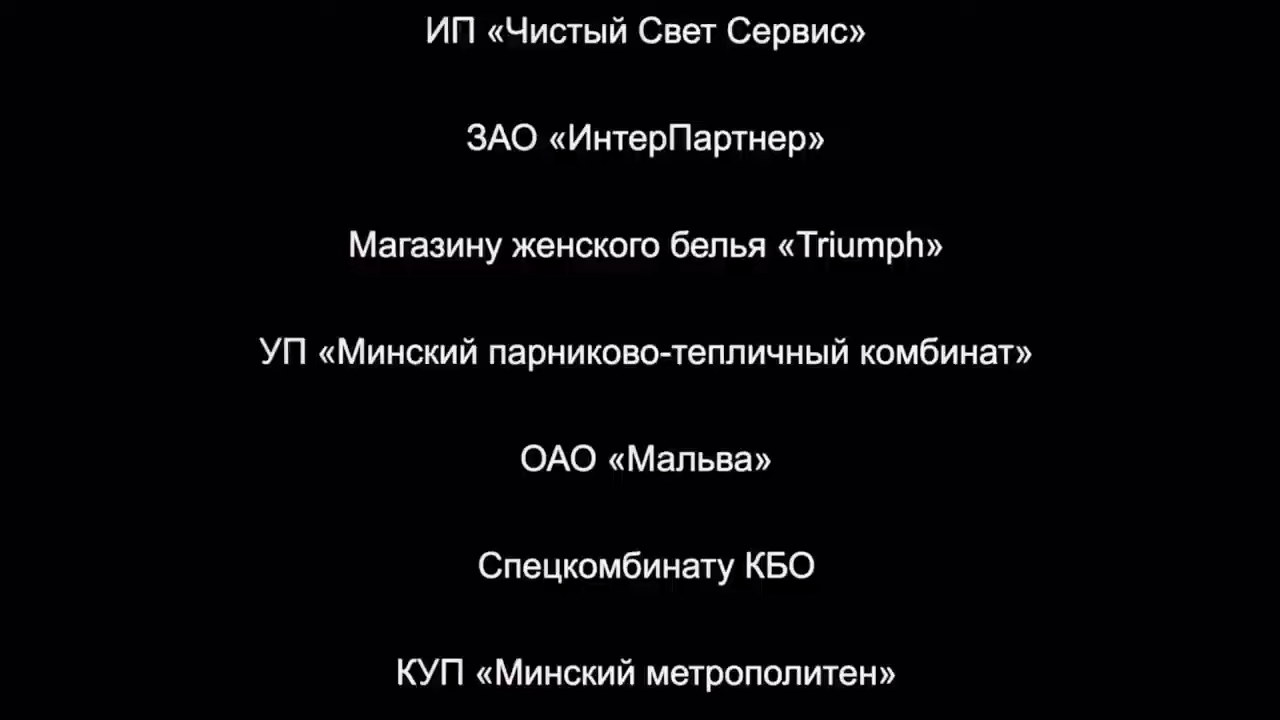 ИП «Чистый Свет Сервис»
ЗАО «ИнтерПартнер»
Магазину женского белья «Triumph»
УП «Минский парниково-тепличный комбинат»
ОАО «Мальва»
Спецкомбинату КБО
КУП «Минский метрополитен»